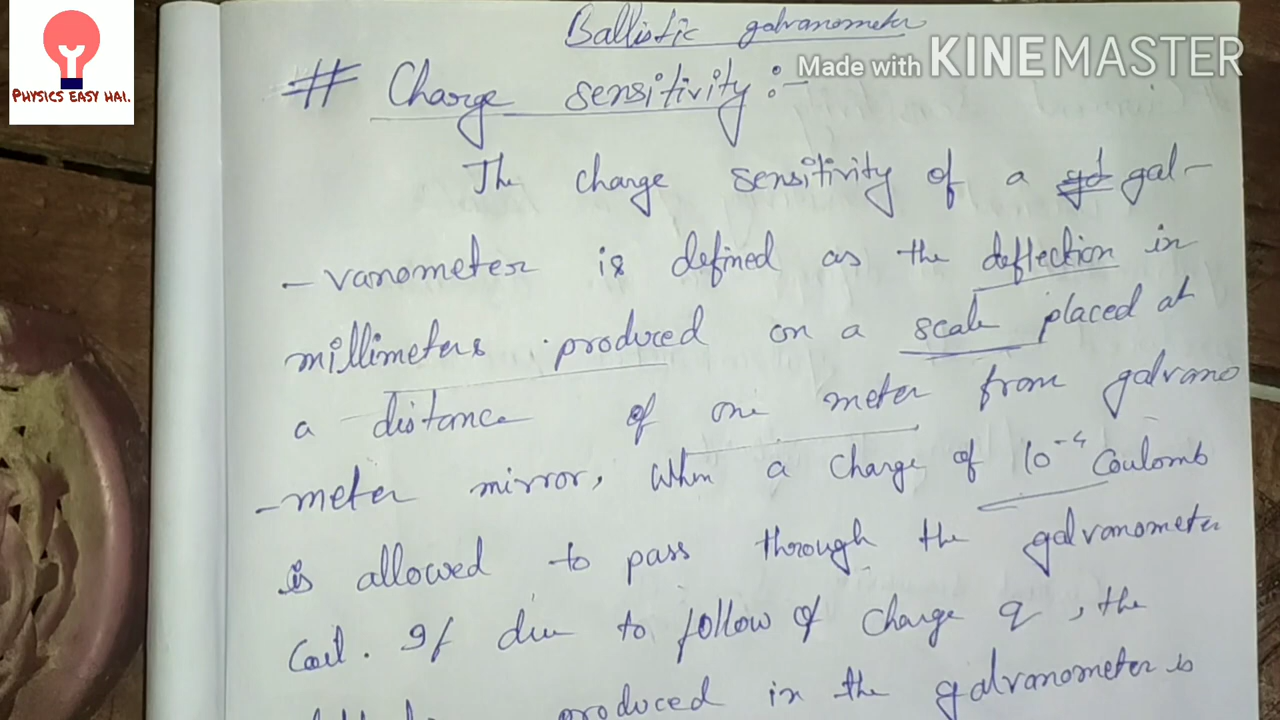 Ballistic galvanometer
Made with KINEMASTER
PHYSICS EASY HAI.
# Charge sensitivity :-
The charge sensitivity of a gal-
-vanometer is defined as the deflection in
millimeters produced on a scale placed at
a distance of one meter from galvano
-meter mirror, When a charge of 10⁻⁴ Coulomb
is allowed to pass through the galvanometer
Coil. If due to follow of charge q, the
produced in the galvanometer is